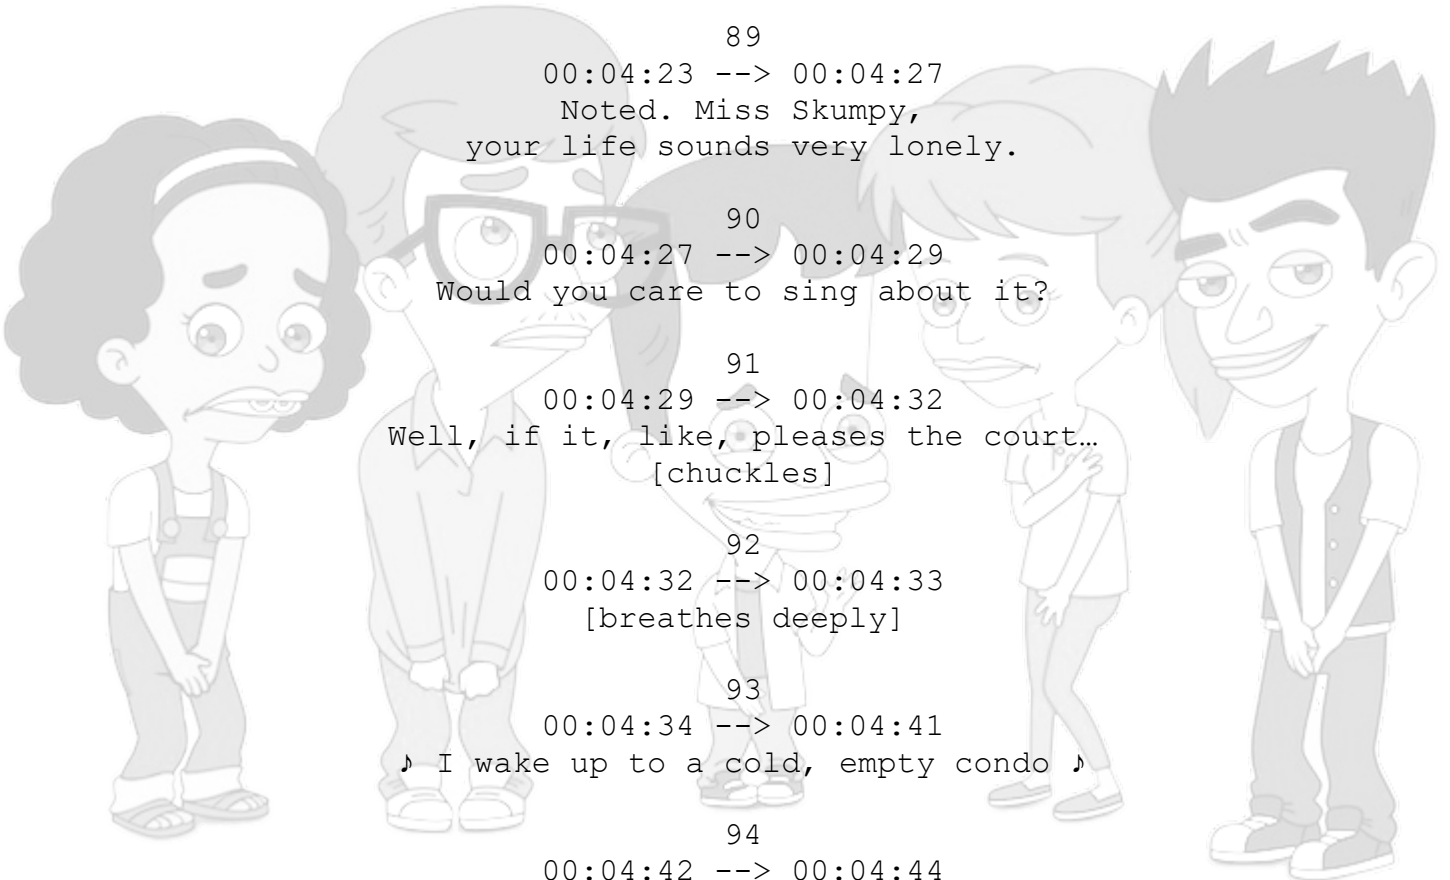 89
00:04:23 --> 00:04:27
Noted. Miss Skumpy,
your life sounds very lonely.
90
00:04:27 --> 00:04:29
Would you care to sing about it?
91
00:04:29 --> 00:04:32
Well, if it, like, pleases the court…
[chuckles]
92
00:04:32 --> 00:04:33
[breathes deeply]
93
00:04:34 --> 00:04:41
♪ I wake up to a cold, empty condo ♪
94
00:04:42 --> 00:04:44